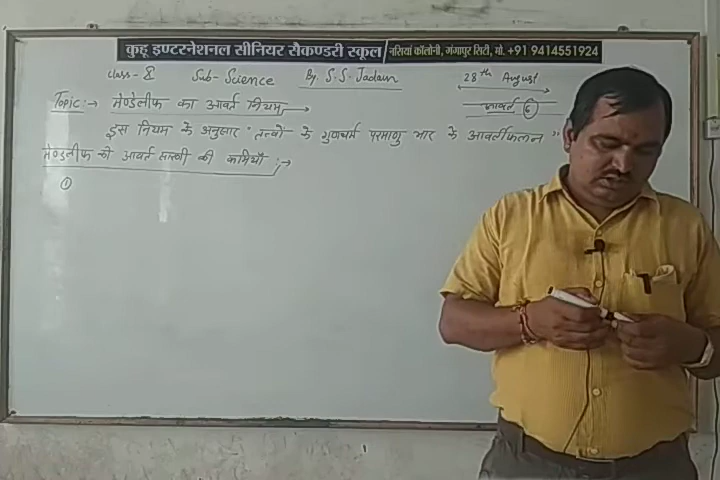 कुहू इण्टरनेशनल सीनियर सैकण्डरी स्कूल नसियां कॉलोनी, गंगापुर सिटी, मो. +91 9414551924
class - 8 Sub - Science By S.S. Jadaun 28th August
6
Topic :→ मेण्डेलीफ का आवर्त नियम →
इस नियम के अनुसार " तत्वों के गुणधर्म परमाणु भार के आवर्तीफलन "
मेण्डेलीफ की आवर्त सारणी की कमियाँ :→
①